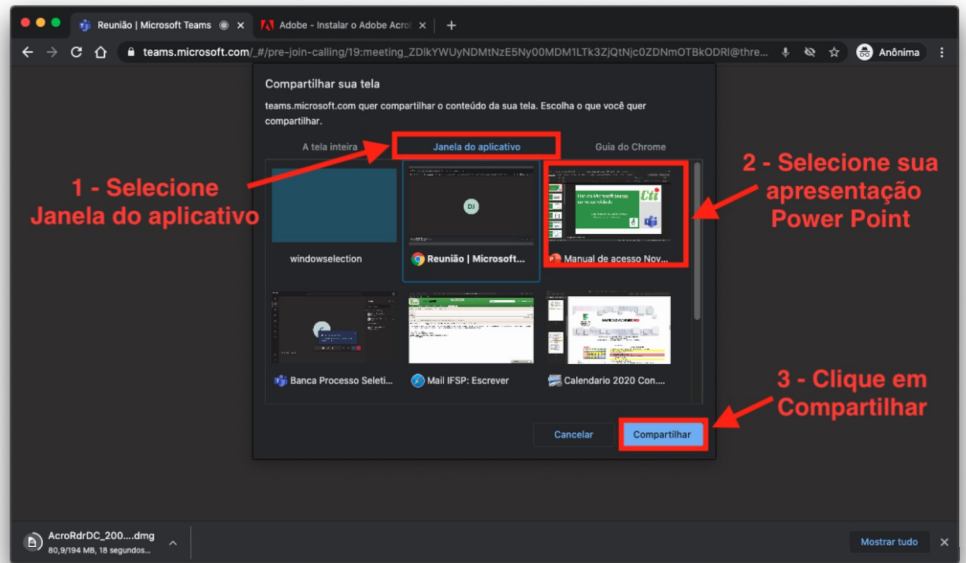 Reunião | Microsoft Teams
Adobe - Instalar o Adobe Acro
teams.microsoft.com/_#/pre-join-calling/19:meeting_ZDlkYWUyNDMtNzE5Ny00MDM1LTk3ZjQtNjc0ZDNmOTBkODRl@thre...
Anônima
Compartilhar sua tela
teams.microsoft.com quer compartilhar o conteúdo da sua tela. Escolha o que você quer
compartilhar.
A tela inteira
Janela do aplicativo
Guia do Chrome
1 - Selecione
Janela do aplicativo
2 - Selecione sua
apresentação
Power Point
DJ
Cti
windowselection
Reunião | Microsoft...
Manual de acesso Nov...
Banca Processo Seleti...
Mail IFSP: Escrever
Calendario 2020 Con....
3 - Clique em
Compartilhar
Cancelar
Compartilhar
AcroRdrDC_200....dmg
80,9/194 MB, 18 segundos...
Mostrar tudo